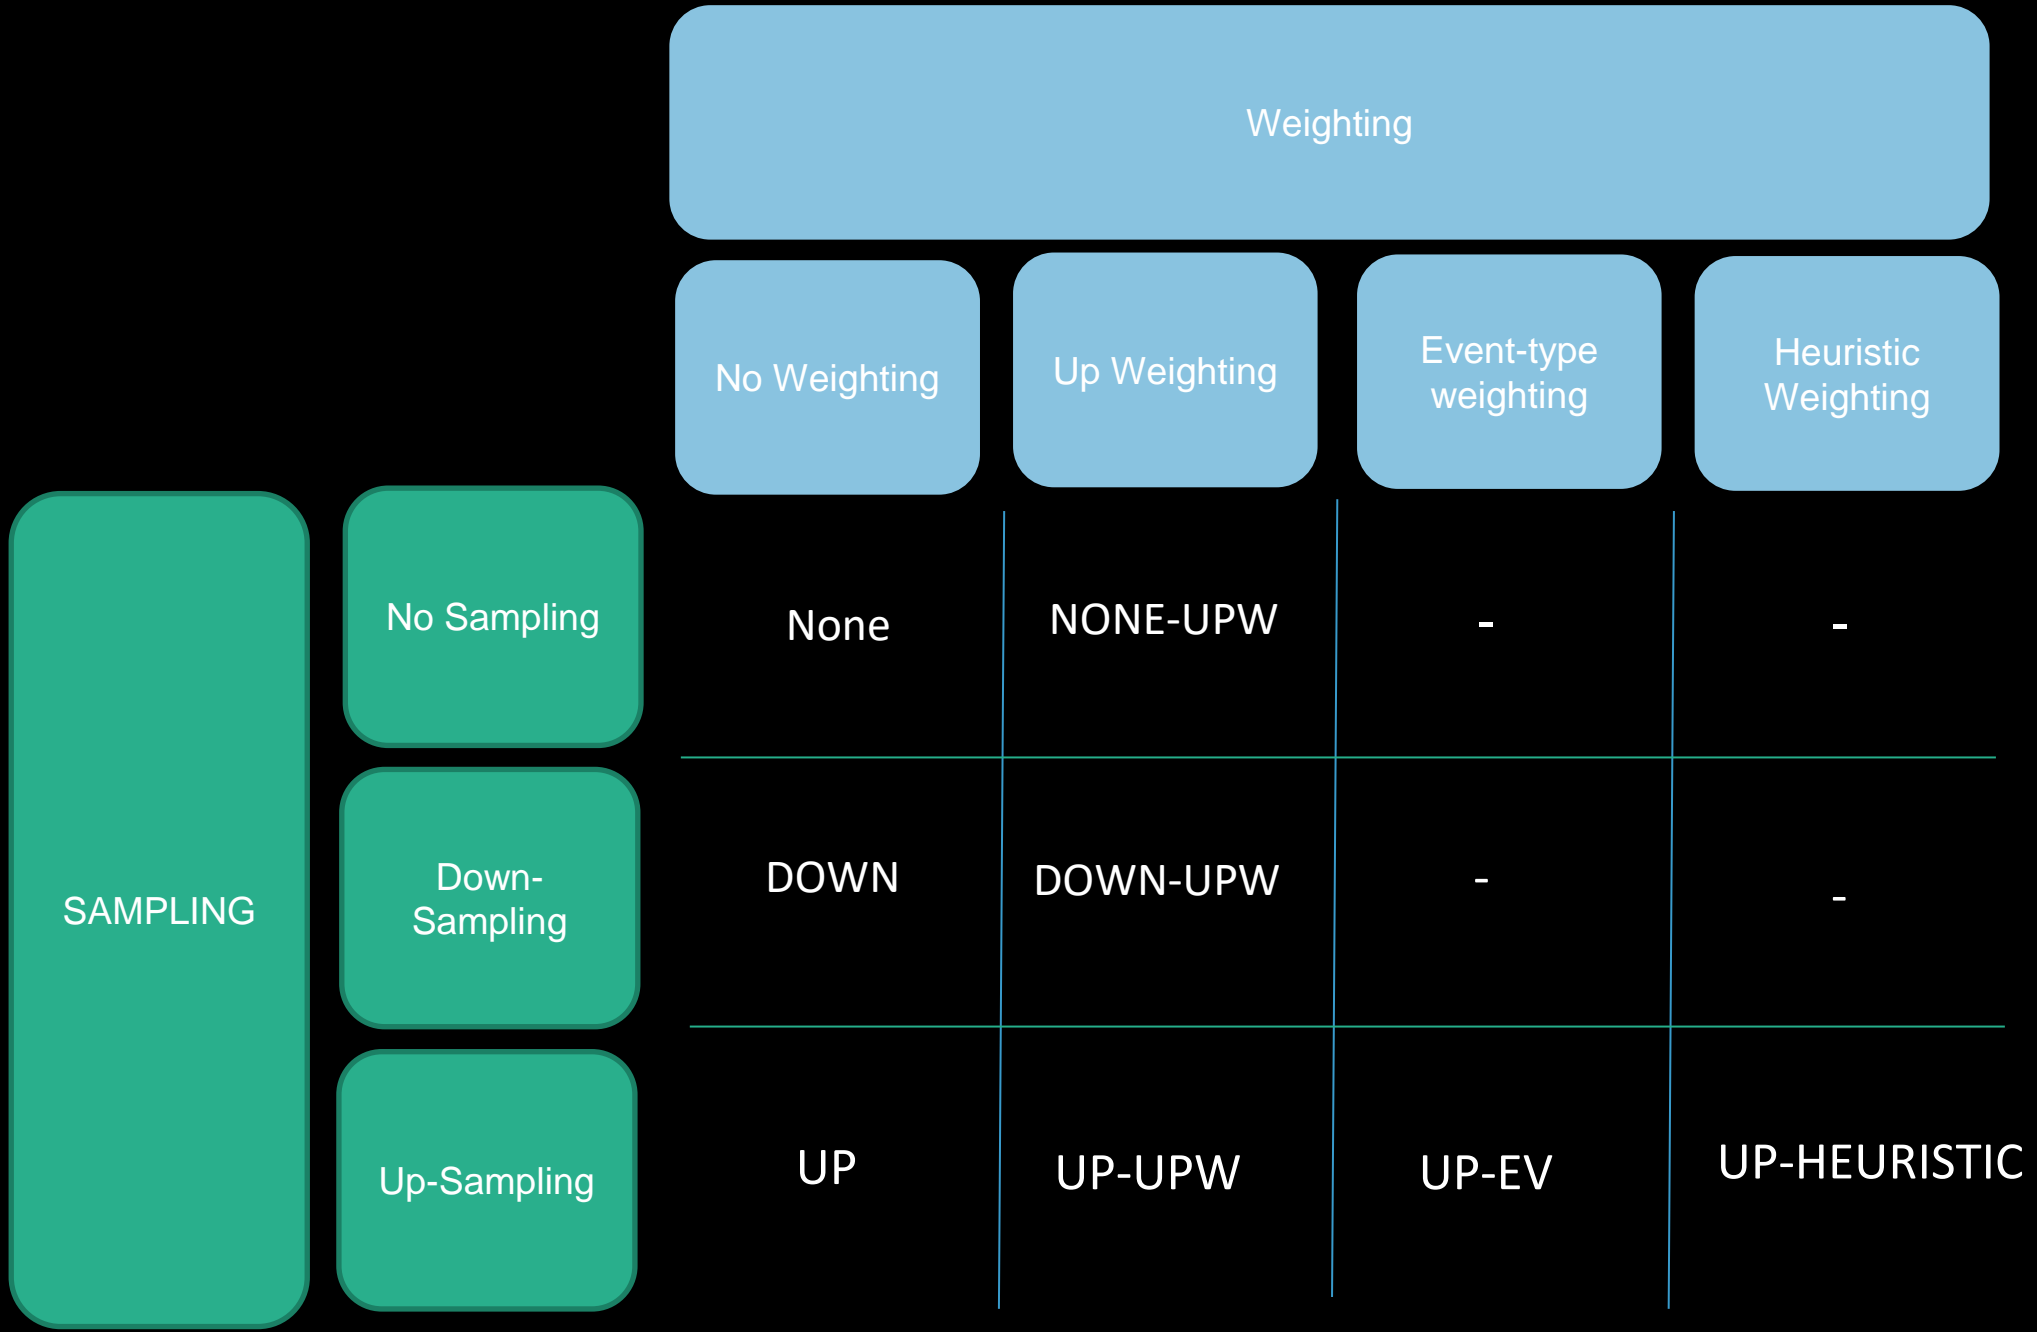 Weighting
No Weighting
Up Weighting
Event-type
weighting
Heuristic
Weighting
SAMPLING
No Sampling
None
NONE-UPW
-
-
Down-
Sampling
DOWN
DOWN-UPW
-
-
Up-Sampling
UP
UP-UPW
UP-EV
UP-HEURISTIC